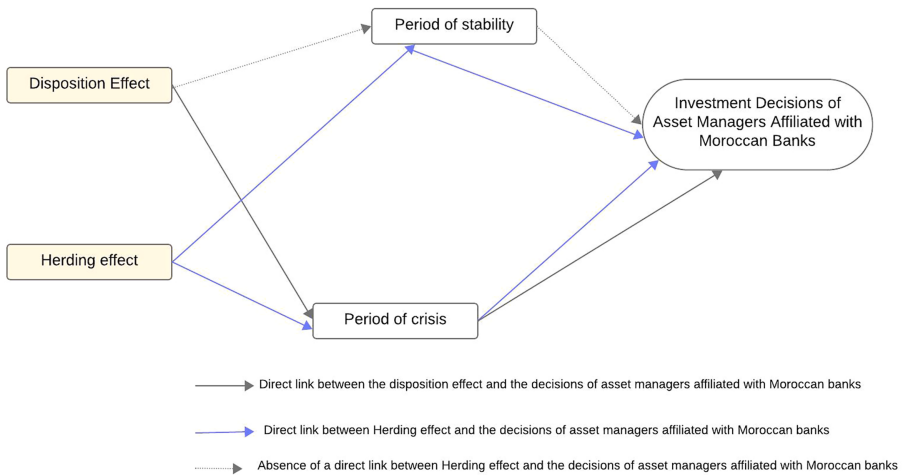 Period of stability
Disposition Effect
Investment Decisions of
Asset Managers Affiliated with
Moroccan Banks
Herding effect
Period of crisis
Direct link between the disposition effect and the decisions of asset managers affiliated with Moroccan banks
Direct link between Herding effect and the decisions of asset managers affiliated with Moroccan banks
Absence of a direct link between Herding effect and the decisions of asset managers affiliated with Moroccan banks